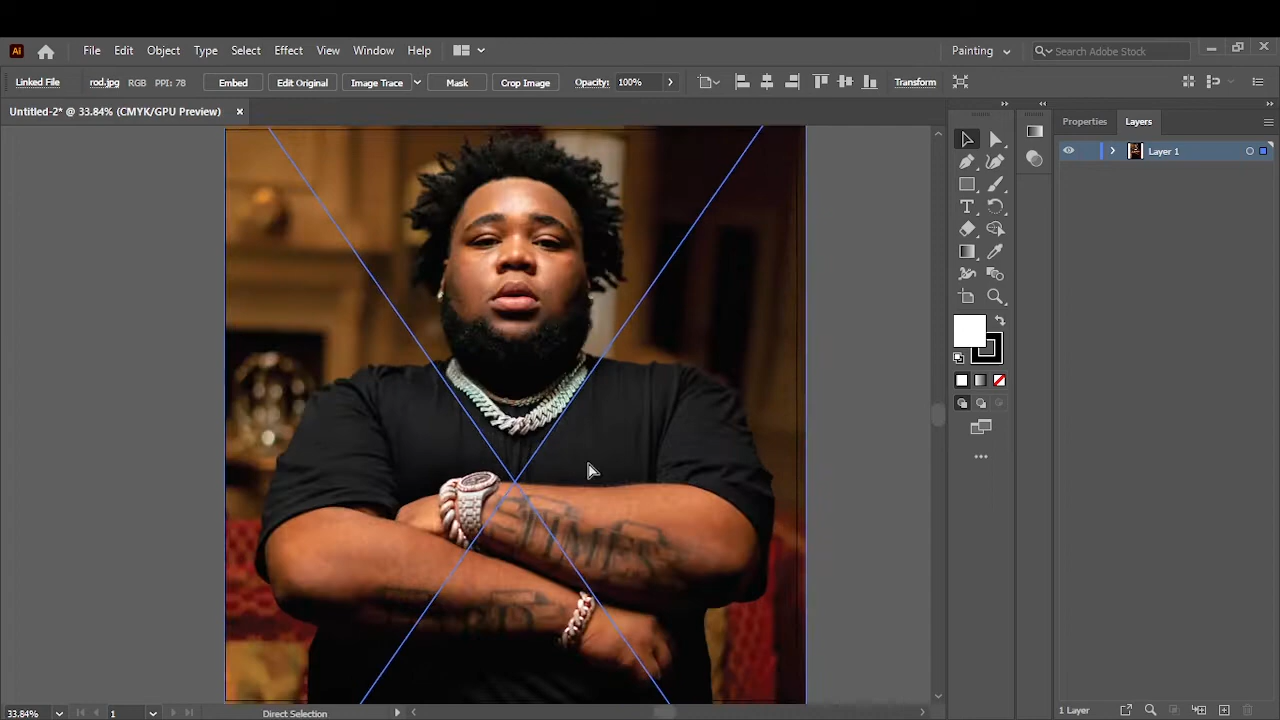 Ai File Edit Object Type Select Effect View Window Help Painting Search Adobe Stock
Linked File rod.jpg RGB PPI: 78 Embed Edit Original Image Trace Mask Crop Image Opacity: 100% Transform
Untitled-2* @ 33.84% (CMYK/GPU Preview)
Properties Layers
Layer 1
33.84% 1 Direct Selection 1 Layer